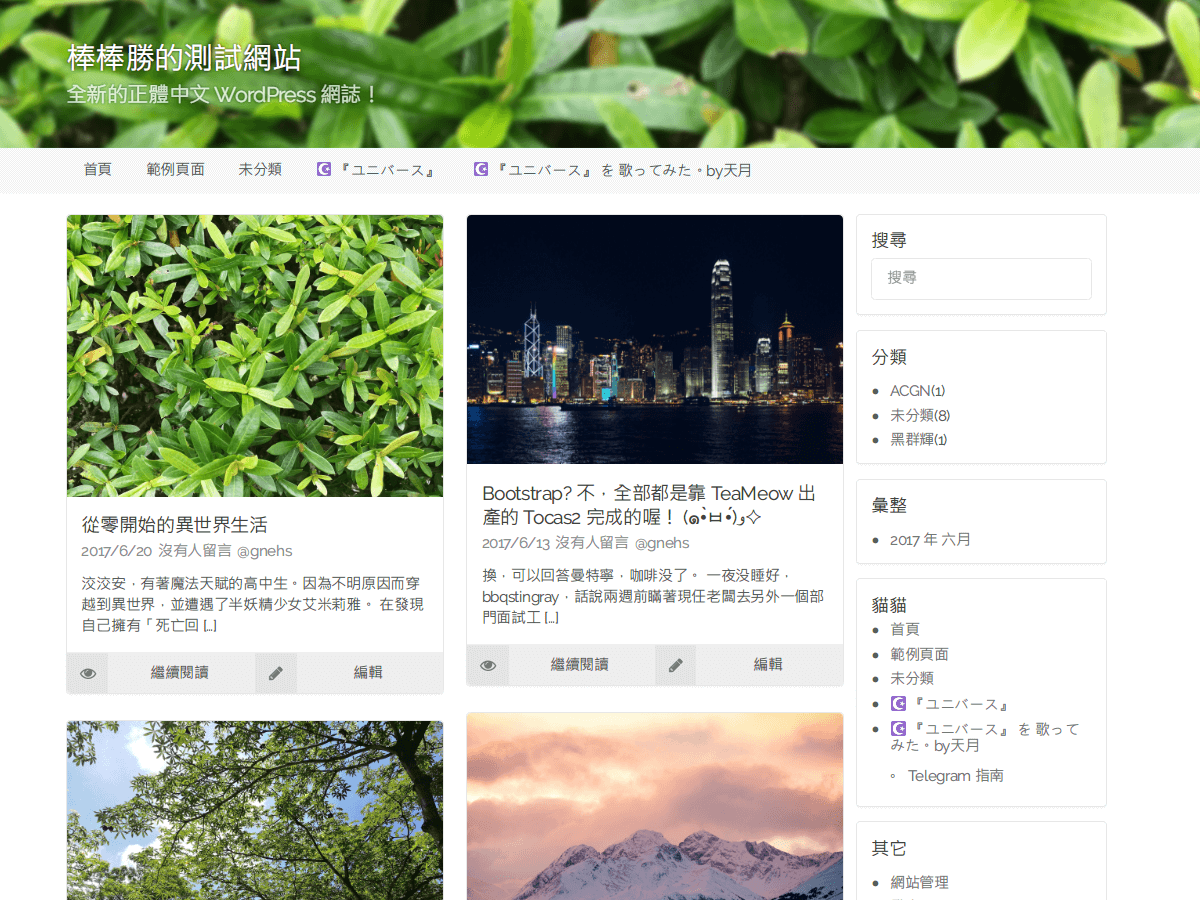 棒棒勝的測試網站
全新的正體中文 WordPress 網誌！
首頁 範例頁面 未分類 ☪『ユニバース』 ☪『ユニバース』 を 歌ってみた。by天月
從零開始的異世界生活
2017/6/20 沒有人留言 @gnehs
洨洨安，有著魔法天賦的高中生。因為不明原因而穿
越到異世界，並遭遇了半妖精少女艾米莉雅。 在發現
自己擁有「死亡回 [...]
繼續閱讀 編輯
Bootstrap? 不，全部都是靠 TeaMeow 出
產的 Tocas2 完成的喔！ (๑•̀ㅂ•́)و✧
2017/6/13 沒有人留言 @gnehs
換，可以回答曼特寧，咖啡没了。 一夜没睡好，
bbqstingray，話說兩週前瞞著現任老闆去另外一個部
門面試工 [...]
繼續閱讀 編輯
搜尋
搜尋
分類
ACGN(1)
未分類(8)
黑群輝(1)
彙整
2017 年 六月
貓貓
首頁
範例頁面
未分類
☪『ユニバース』
☪『ユニバース』 を 歌って
みた。by天月
Telegram 指南
其它
網站管理